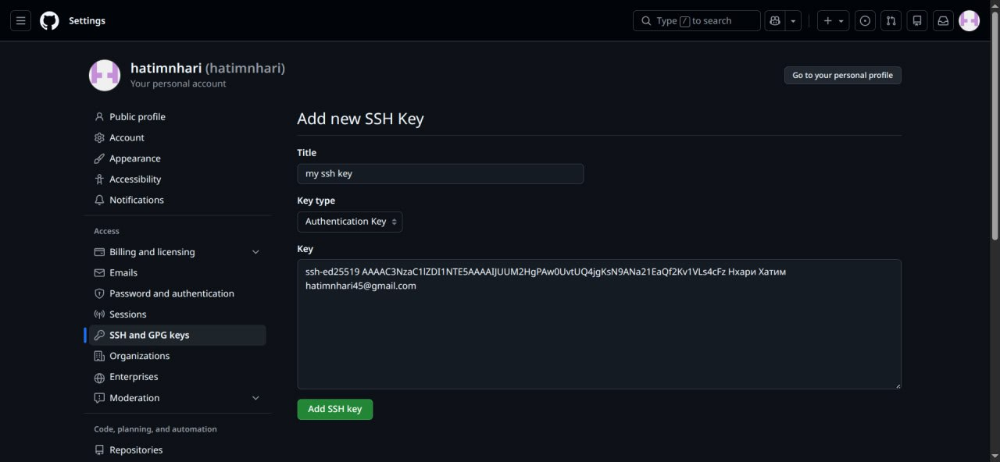 Settings
Type / to search
hatimnhari (hatimnhari)
Your personal account
Go to your personal profile
Public profile
Account
Appearance
Accessibility
Notifications
Access
Billing and licensing
Emails
Password and authentication
Sessions
SSH and GPG keys
Organizations
Enterprises
Moderation
Code, planning, and automation
Repositories
Add new SSH Key
Title
my ssh key
Key type
Authentication Key
Key
ssh-ed25519 AAAAC3NzaC1lZDI1NTE5AAAAIJUUM2HgPAw0UvtUQ4jgKsN9ANa21EaQf2Kv1VLs4cFz Нхари Хатим
hatimnhari45@gmail.com
Add SSH key